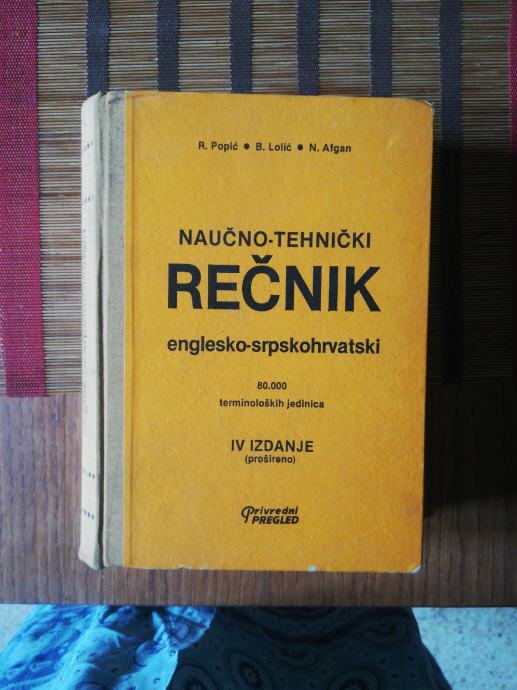 R. Popić • B. Lolić • N. Afgan
NAUČNO-TEHNIČKI
REČNIK
englesko-srpskohrvatski
80.000
terminoloških jedinica
IV IZDANJE
(prošireno)
Privredni
PREGLED